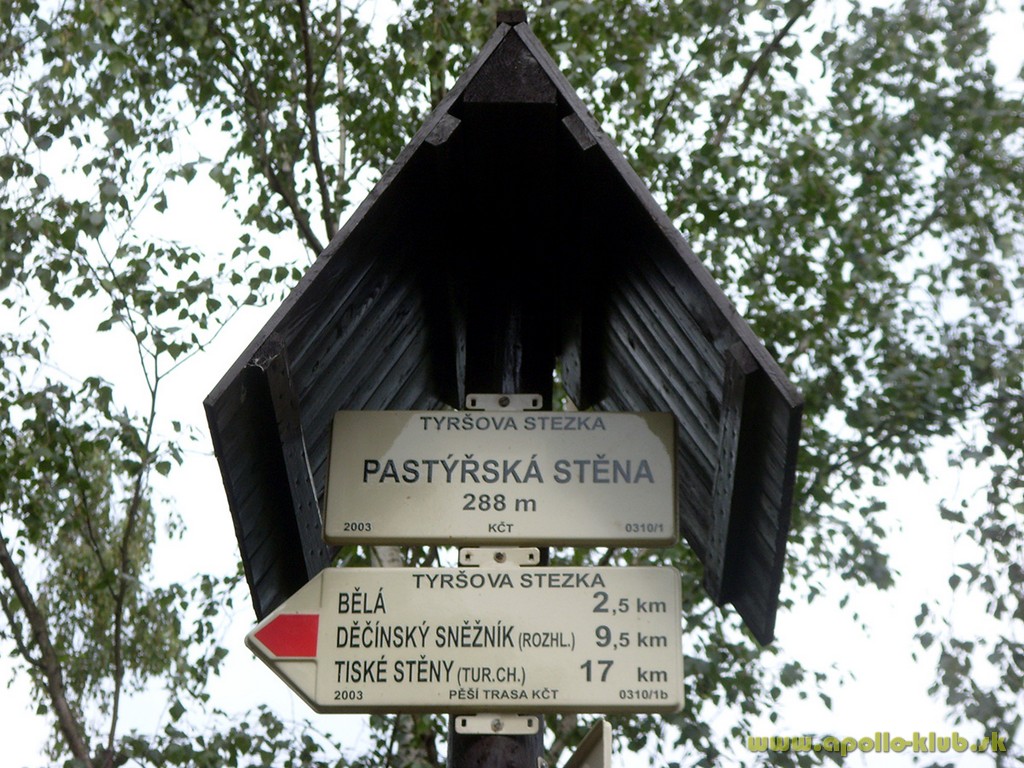 TYRŠOVA STEZKA
PASTÝŘSKÁ STĚNA
288 m
2003 KČT 0310/1
TYRŠOVA STEZKA
BĚLÁ 2,5 km
DĚČÍNSKÝ SNĚŽNÍK (ROZHL.) 9,5 km
TISKÉ STĚNY (TUR.CH.) 17 km
2003 PĚŠÍ TRASA KČT 0310/1b
www.apollo-klub.sk